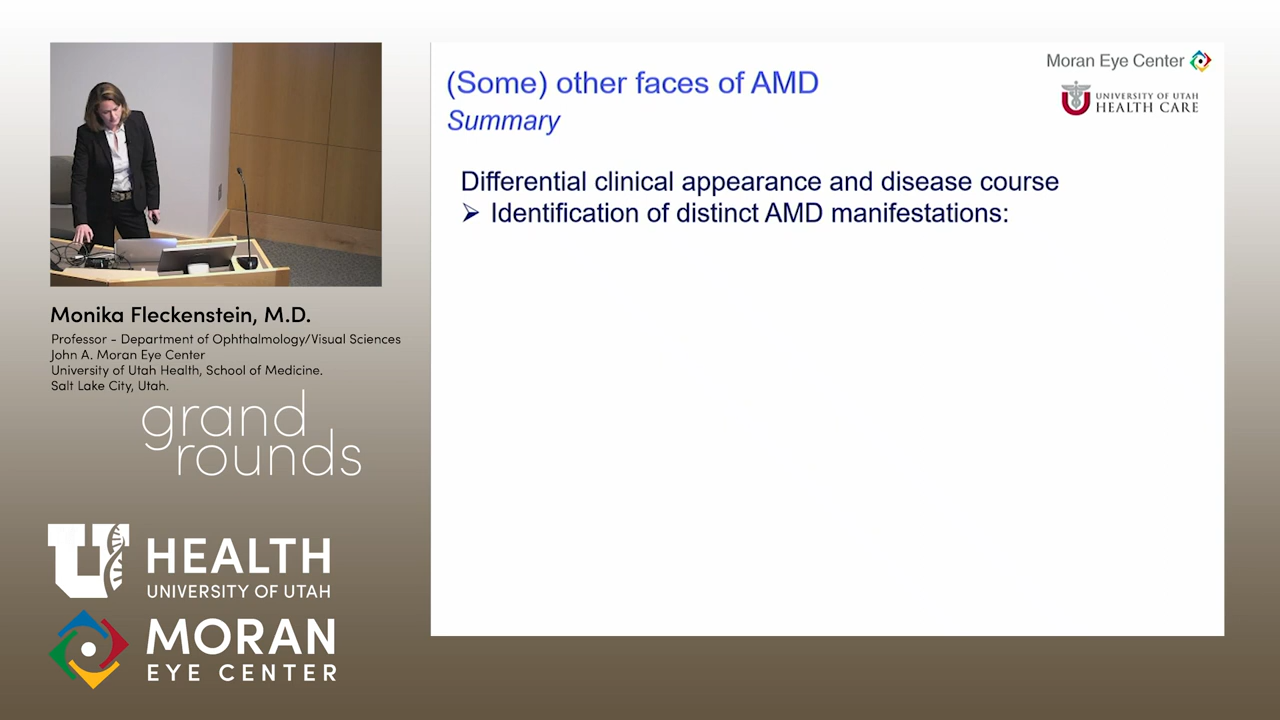 Monika Fleckenstein, M.D.
Professor - Department of Ophthalmology/Visual Sciences
John A. Moran Eye Center
University of Utah Health, School of Medicine.
Salt Lake City, Utah.
grand
rounds
U HEALTH
UNIVERSITY OF UTAH
MORAN
EYE CENTER
Moran Eye Center
UNIVERSITY OF UTAH
HEALTH CARE
(Some) other faces of AMD
Summary
Differential clinical appearance and disease course
➢ Identification of distinct AMD manifestations: